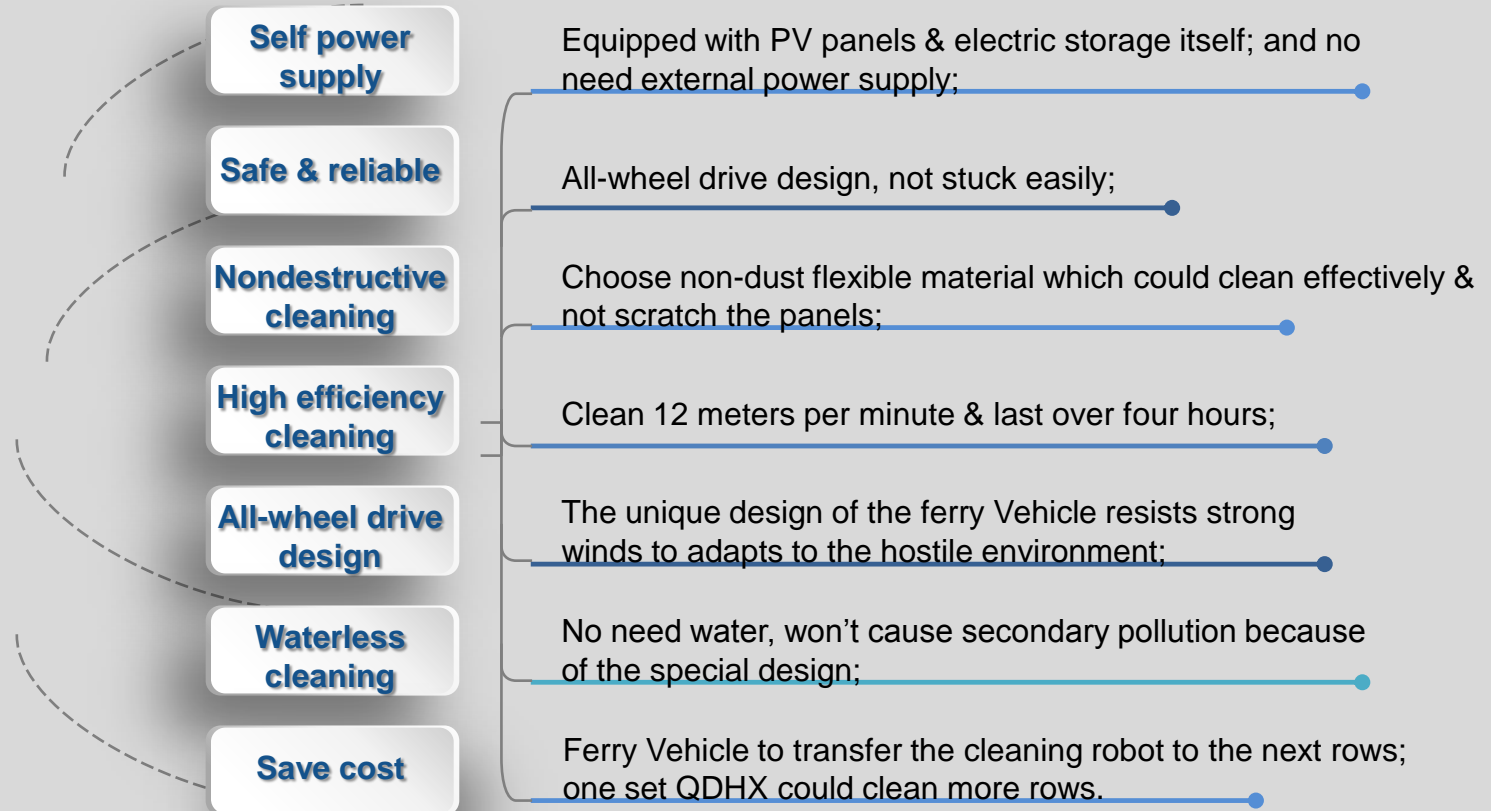 Self power
supply
Equipped with PV panels & electric storage itself; and no
need external power supply;
Safe & reliable
All-wheel drive design, not stuck easily;
Nondestructive
cleaning
Choose non-dust flexible material which could clean effectively &
not scratch the panels;
High efficiency
cleaning
Clean 12 meters per minute & last over four hours;
All-wheel drive
design
The unique design of the ferry Vehicle resists strong
winds to adapts to the hostile environment;
Waterless
cleaning
No need water, won’t cause secondary pollution because
of the special design;
Save cost
Ferry Vehicle to transfer the cleaning robot to the next rows;
one set QDHX could clean more rows.